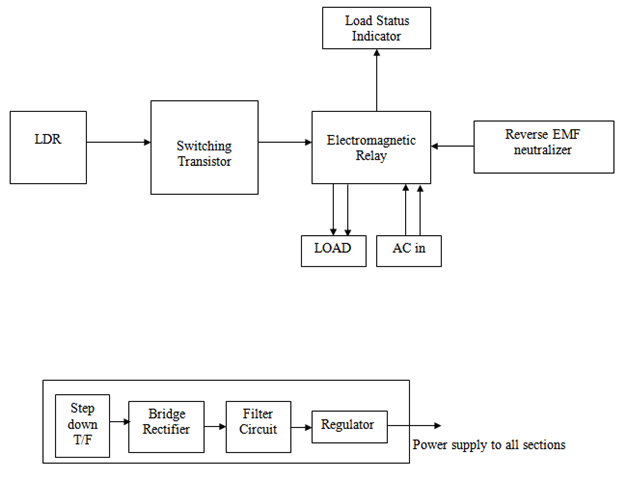 Load Status
Indicator
LDR
Switching
Transistor
Electromagnetic
Relay
Reverse EMF
neutralizer
LOAD
AC in
Step
down
T/F
Bridge
Rectifier
Filter
Circuit
Regulator
Power supply to all sections